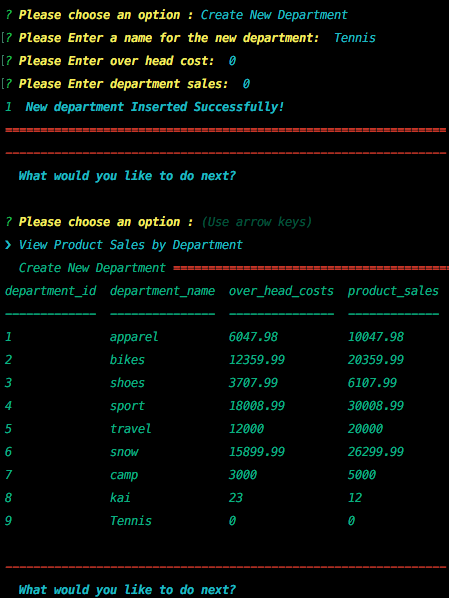 ? Please choose an option : Create New Department
[? Please Enter a name for the new department:  Tennis
[? Please Enter over head cost:  0
[? Please Enter department sales:  0
1  New department Inserted Successfully!
===============================================================
---------------------------------------------------------------
What would you like to do next?
? Please choose an option : (Use arrow keys)
❯ View Product Sales by Department
Create New Department =======================================
department_id  department_name  over_head_costs  product_sales
-------------  ---------------  ---------------  -------------
1              apparel          6047.98          10047.98
2              bikes            12359.99         20359.99
3              shoes            3707.99          6107.99
4              sport            18008.99         30008.99
5              travel           12000            20000
6              snow             15899.99         26299.99
7              camp             3000             5000
8              kai              23               12
9              Tennis           0                0
---------------------------------------------------------------
What would you like to do next?